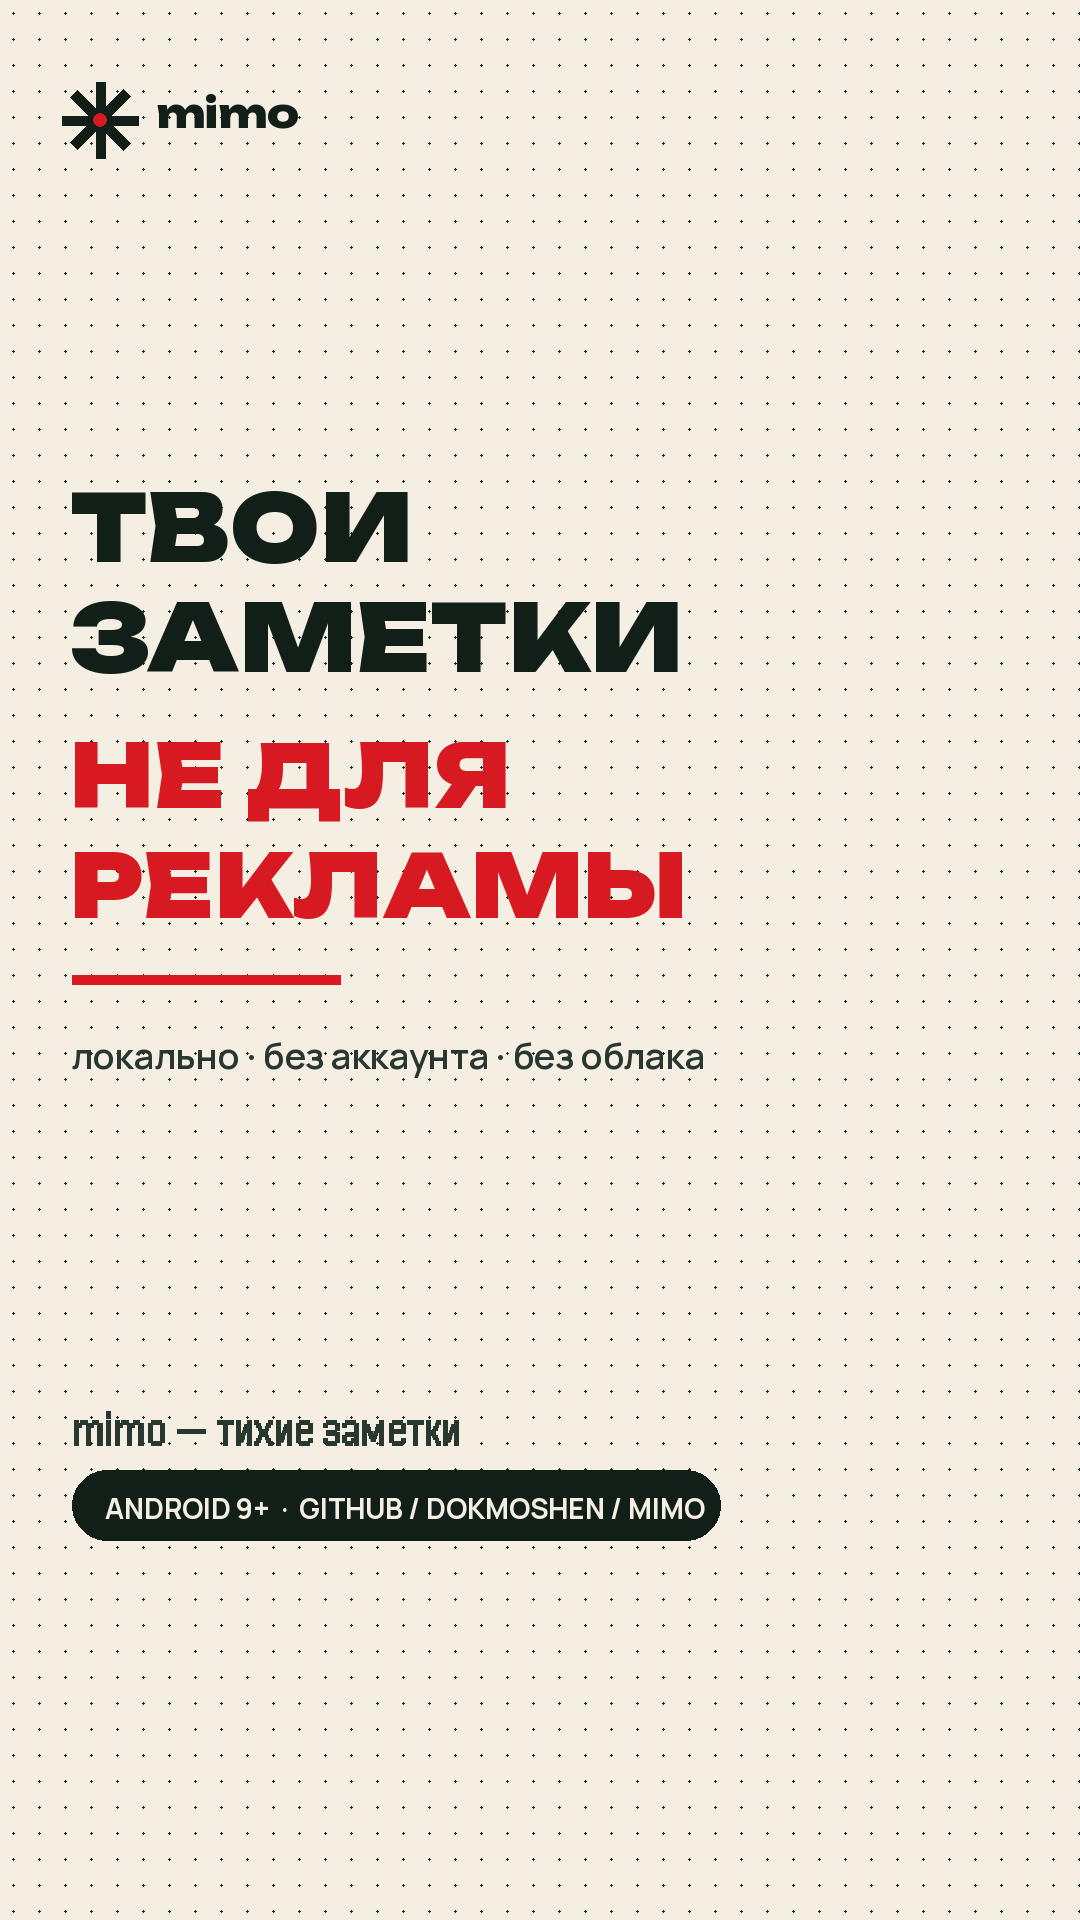 mimo
ТВОИ
ЗАМЕТКИ
НЕ ДЛЯ
РЕКЛАМЫ
локально · без аккаунта · без облака
mimo — тихие заметки
ANDROID 9+ · GITHUB / DOKMOSHEN / MIMO